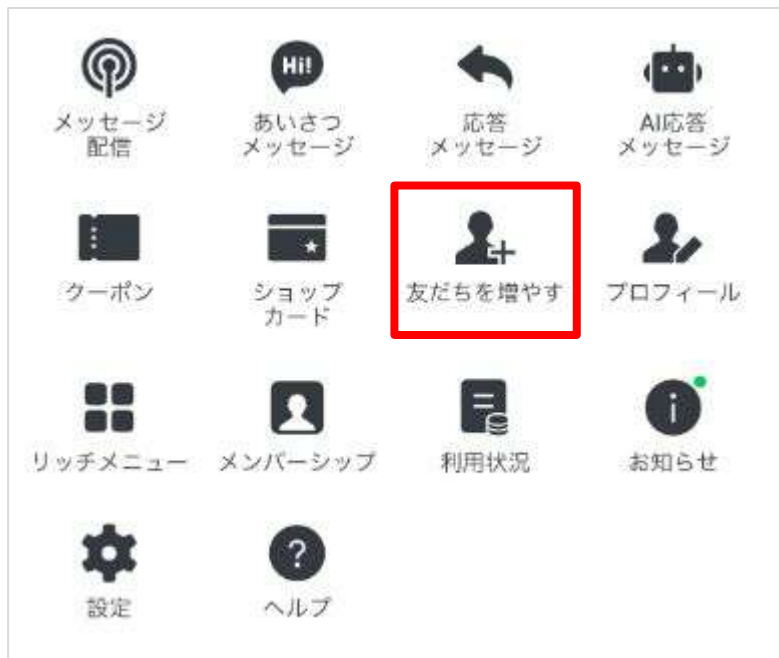 Hi!
メッセージ
配信
あいさつ
メッセージ
応答
メッセージ
AI応答
メッセージ
クーポン
ショップ
カード
友だちを増やす
プロフィール
リッチメニュー
メンバーシップ
利用状況
i
お知らせ
設定
?
ヘルプ